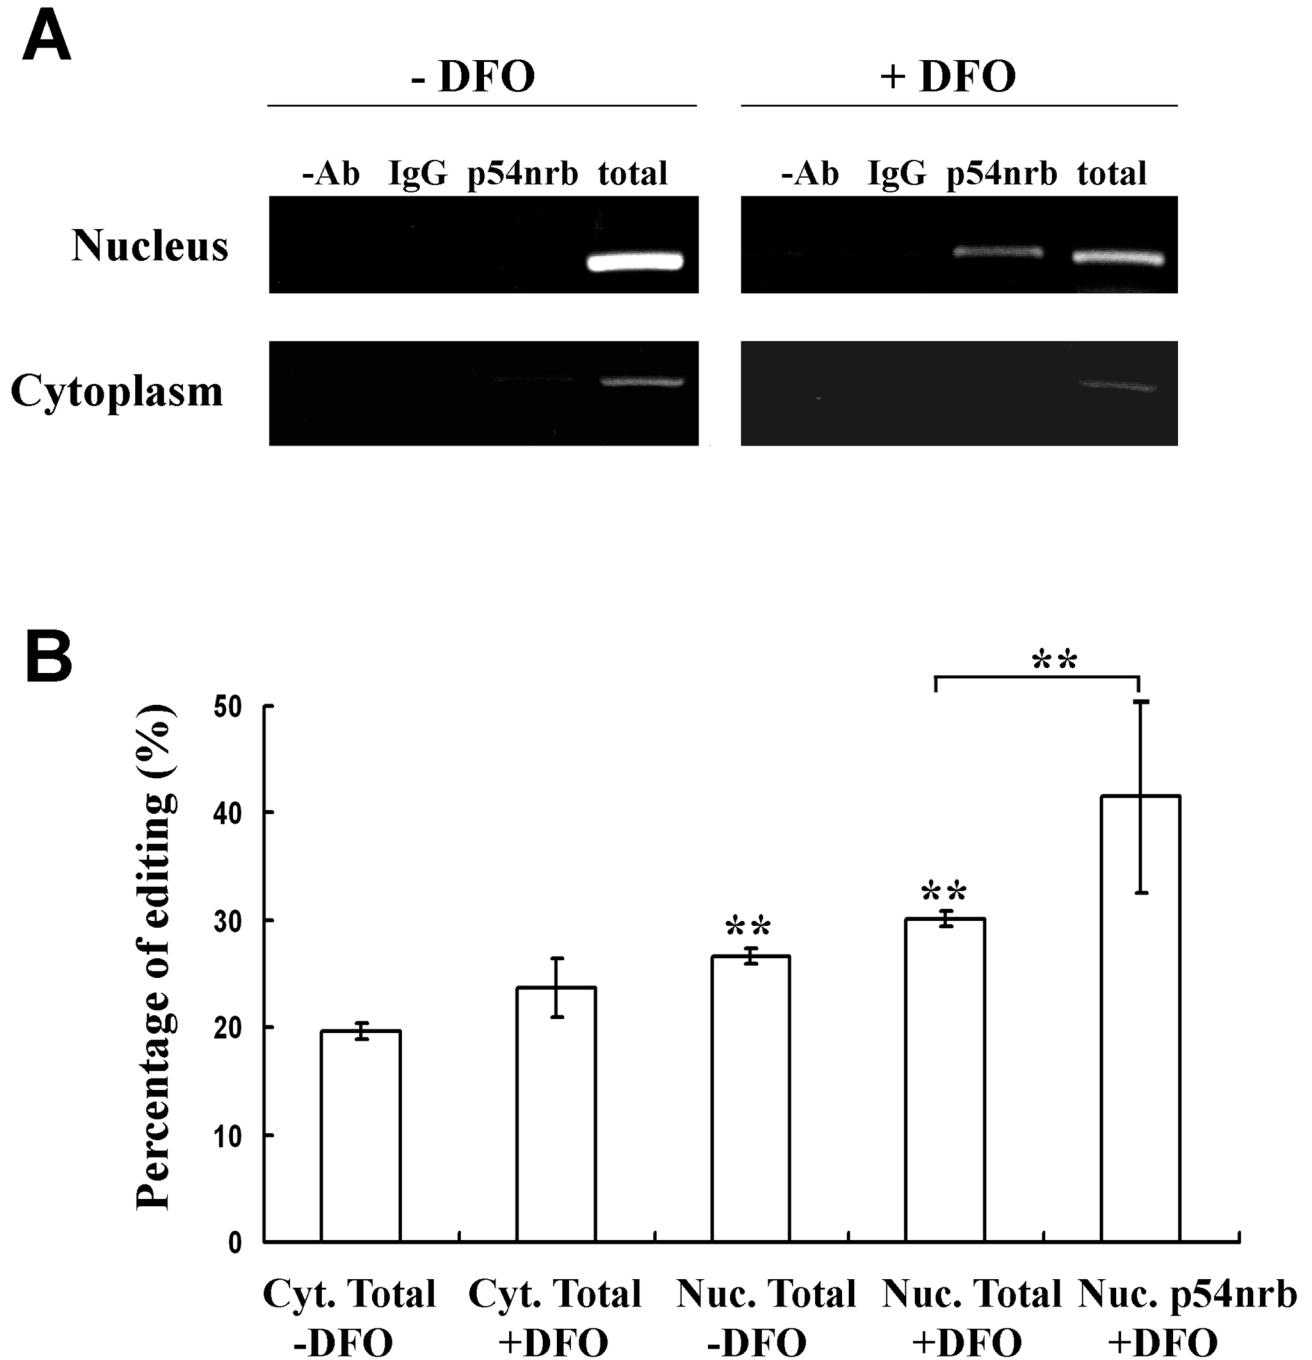 A
- DFO + DFO
-Ab IgG p54nrb total -Ab IgG p54nrb total
Nucleus
Cytoplasm
B
**
50
40
30
20
10
0
Percentage of editing (%)
** **
Cyt. Total Cyt. Total Nuc. Total Nuc. Total Nuc. p54nrb
-DFO +DFO -DFO +DFO +DFO